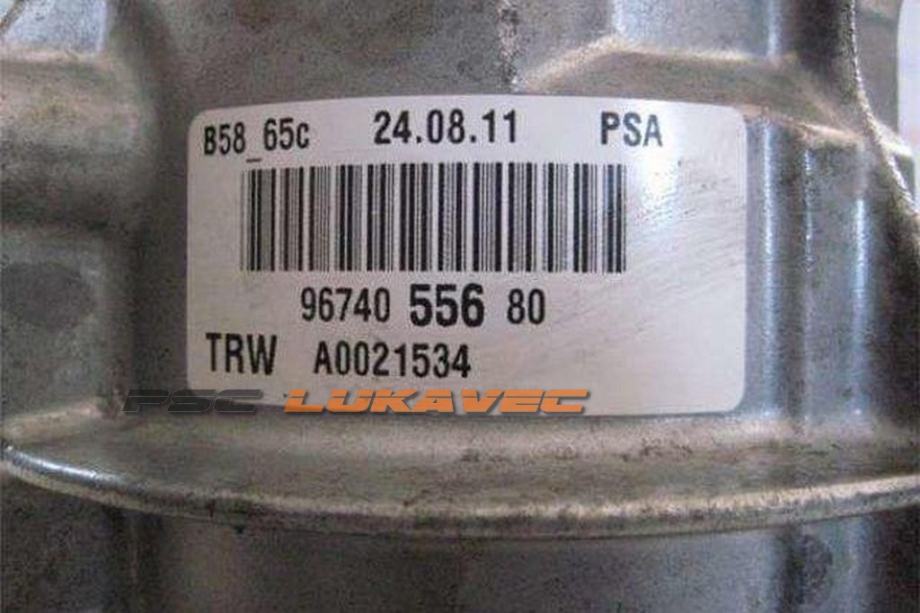 B58_65c 24.08.11 PSA
96740 556 80
TRW A0021534
PSC LUKAVEC